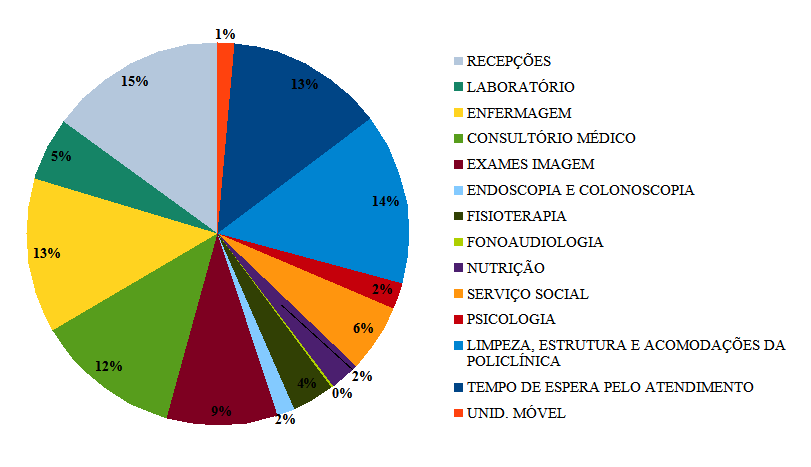 1%
15%
13%
5%
14%
13%
2%
6%
12%
2%
4%
0%
9%
2%
RECEPÇÕES
LABORATÓRIO
ENFERMAGEM
CONSULTÓRIO MÉDICO
EXAMES IMAGEM
ENDOSCOPIA E COLONOSCOPIA
FISIOTERAPIA
FONOAUDIOLOGIA
NUTRIÇÃO
SERVIÇO SOCIAL
PSICOLOGIA
LIMPEZA, ESTRUTURA E ACOMODAÇÕES DA
POLICLÍNICA
TEMPO DE ESPERA PELO ATENDIMENTO
UNID. MÓVEL